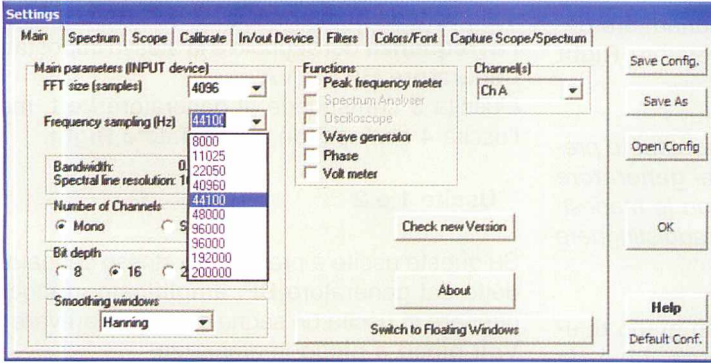 Settings
Main Spectrum Scope Calibrate In/out Device Filters Colors/Font Capture Scope/Spectrum
Main parameters (INPUT device)
FFT size (samples) 4096
Frequency sampling (Hz) 44100
8000
11025
22050
40960
44100
48000
96000
96000
192000
200000
Bandwidth: 0.
Spectral line resolution: 10
Number of Channels
Mono S
Bit depth
8 16 2
Smoothing windows
Hanning
Functions
Peak frequency meter
Spectrum Analyser
Osciloscope
Wave generator
Phase
Volt meter
Channel(s)
Ch A
Check new Version
About
Switch to Floating Windows
Save Config.
Save As
Open Config
OK
Help
Default Conf.